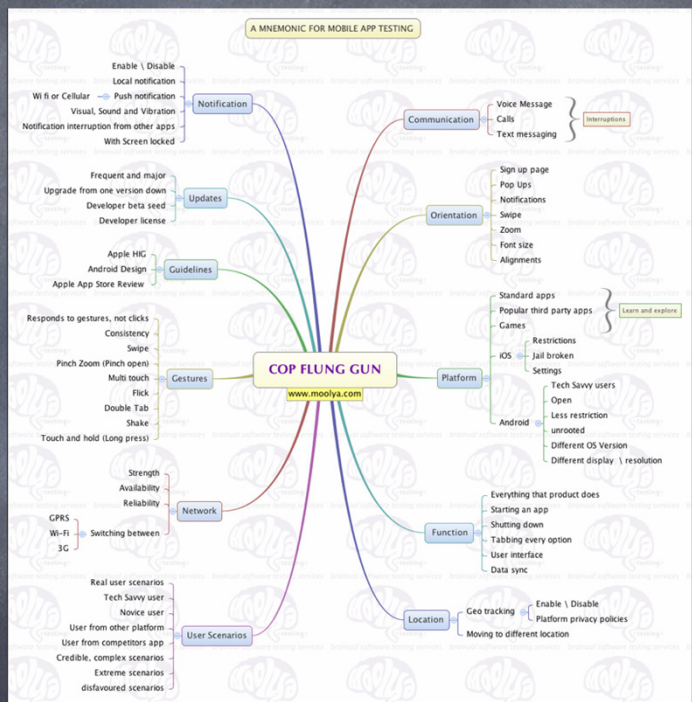 A MNEMONIC FOR MOBILE APP TESTING
COP FLUNG GUN
www.moolya.com
Communication
Voice Message
Calls
Text messaging
Interruptions
Orientation
Sign up page
Pop Ups
Notifications
Swipe
Zoom
Font size
Alignments
Platform
Standard apps
Popular third party apps
Games
Learn and explore
iOS
Restrictions
Jail broken
Settings
Android
Tech Savvy users
Open
Less restriction
unrooted
Different OS Version
Different display \ resolution
Function
Everything that product does
Starting an app
Shutting down
Tabbing every option
User interface
Data sync
Location
Geo tracking
Enable \ Disable
Platform privacy policies
Moving to different location
Notification
Enable \ Disable
Local notification
Wi fi or Cellular
Push notification
Visual, Sound and Vibration
Notification interruption from other apps
With Screen locked
Updates
Frequent and major
Upgrade from one version down
Developer beta seed
Developer license
Guidelines
Apple HIG
Android Design
Apple App Store Review
Gestures
Responds to gestures, not clicks
Consistency
Swipe
Pinch Zoom (Pinch open)
Multi touch
Flick
Double Tab
Shake
Touch and hold (Long press)
Network
Strength
Availability
Reliability
Switching between
GPRS
Wi-Fi
3G
User Scenarios
Real user scenarios
Tech Savvy user
Novice user
User from other platform
User from competitors app
Credible, complex scenarios
Extreme scenarios
disfavoured scenarios